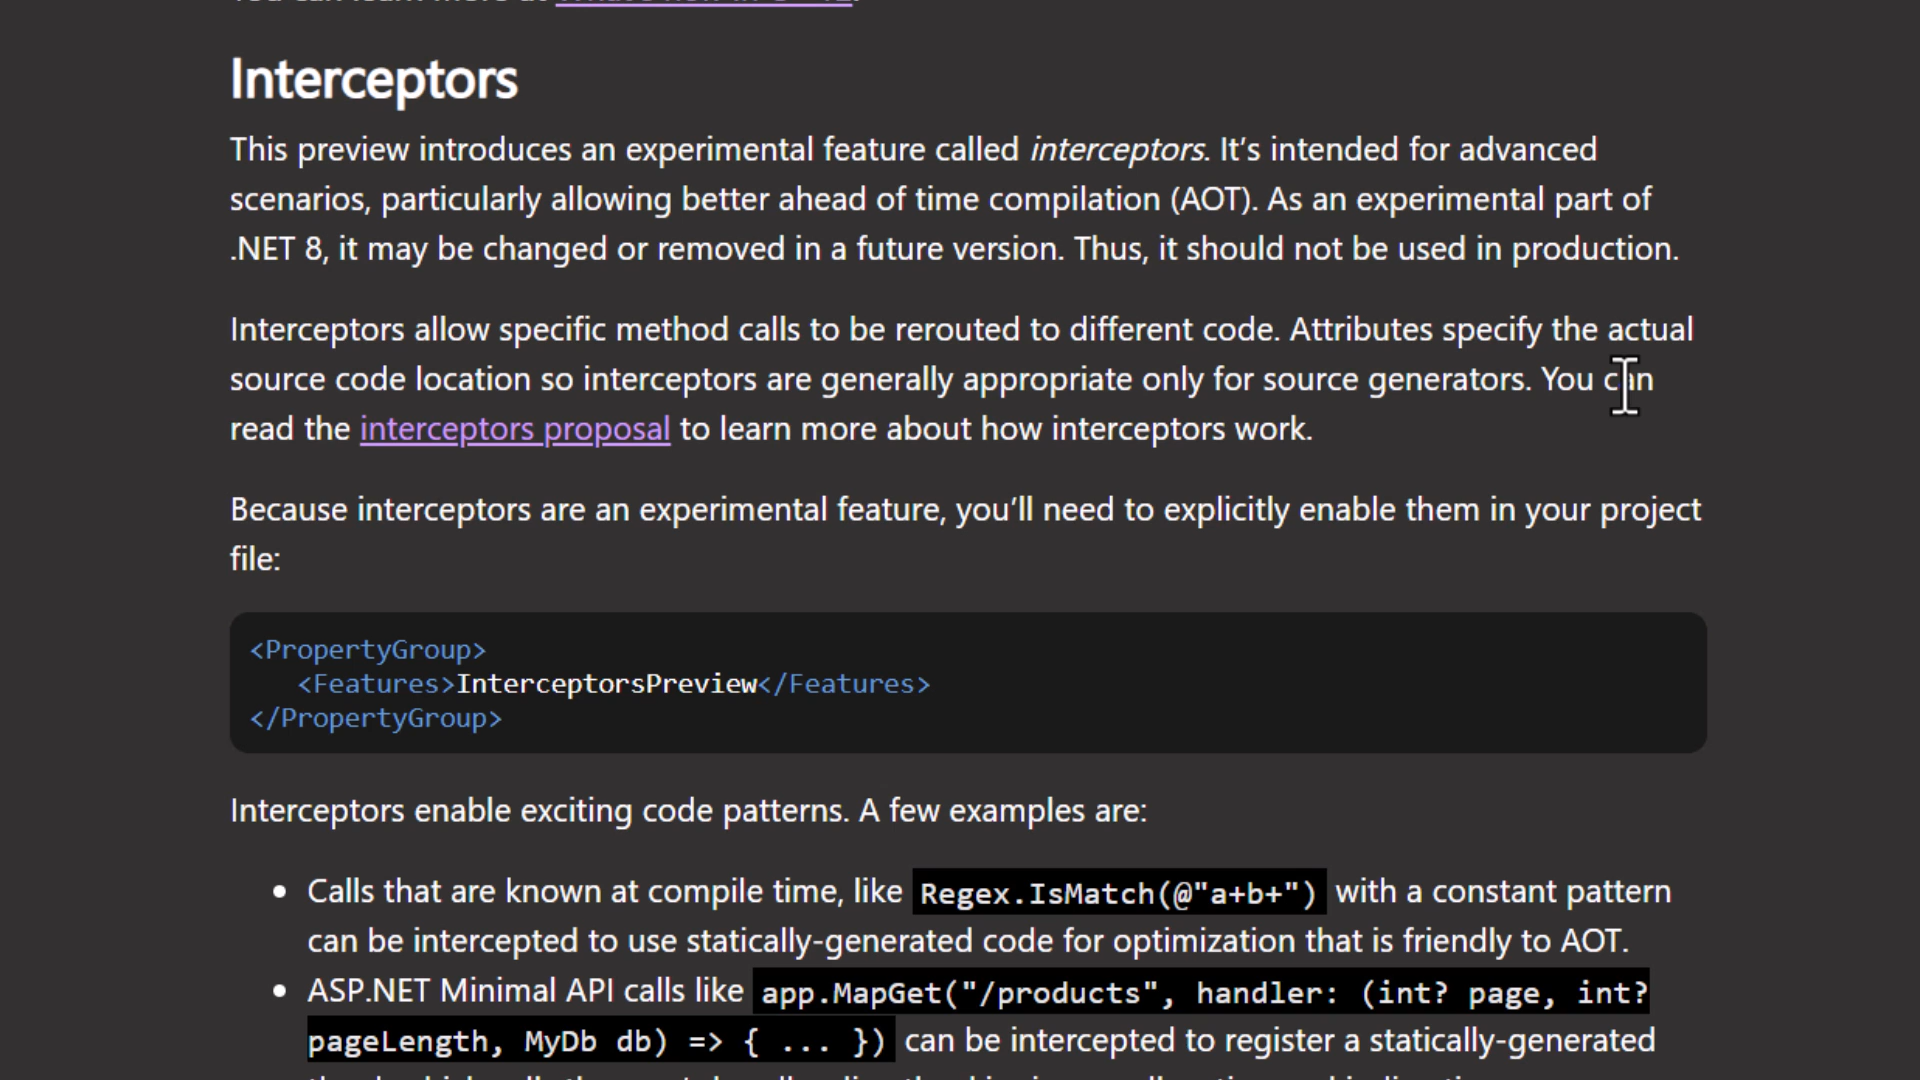 Interceptors
This preview introduces an experimental feature called interceptors. It’s intended for advanced
scenarios, particularly allowing better ahead of time compilation (AOT). As an experimental part of
.NET 8, it may be changed or removed in a future version. Thus, it should not be used in production.
Interceptors allow specific method calls to be rerouted to different code. Attributes specify the actual
source code location so interceptors are generally appropriate only for source generators. You can
read the interceptors proposal to learn more about how interceptors work.
Because interceptors are an experimental feature, you’ll need to explicitly enable them in your project
file:
<PropertyGroup>
<Features>InterceptorsPreview</Features>
</PropertyGroup>
Interceptors enable exciting code patterns. A few examples are:
• Calls that are known at compile time, like Regex.IsMatch(@"a+b+") with a constant pattern
can be intercepted to use statically-generated code for optimization that is friendly to AOT.
• ASP.NET Minimal API calls like app.MapGet("/products", handler: (int? page, int?
pageLength, MyDb db) => { ... }) can be intercepted to register a statically-generated